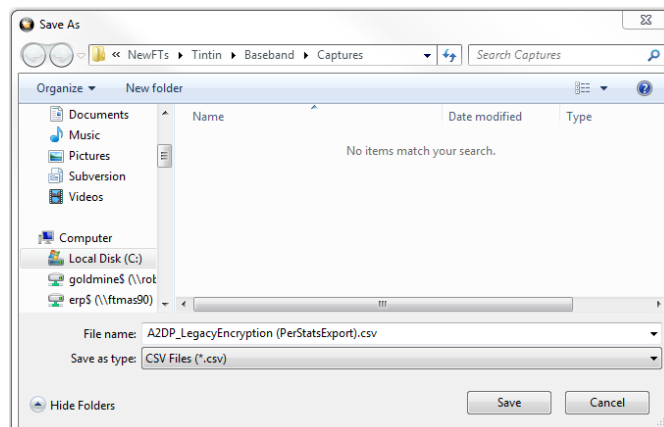 Save As
« NewFTs ▸ Tintin ▸ Baseband ▸ Captures
Search Captures
Organize
New folder
Documents
Music
Pictures
Subversion
Videos
Computer
Local Disk (C:)
goldmine$ (\\rob
erp$ (\\ftmas90)
Name
Date modified
Type
No items match your search.
File name: A2DP_LegacyEncryption (PerStatsExport).csv
Save as type: CSV Files (*.csv)
Hide Folders
Save
Cancel